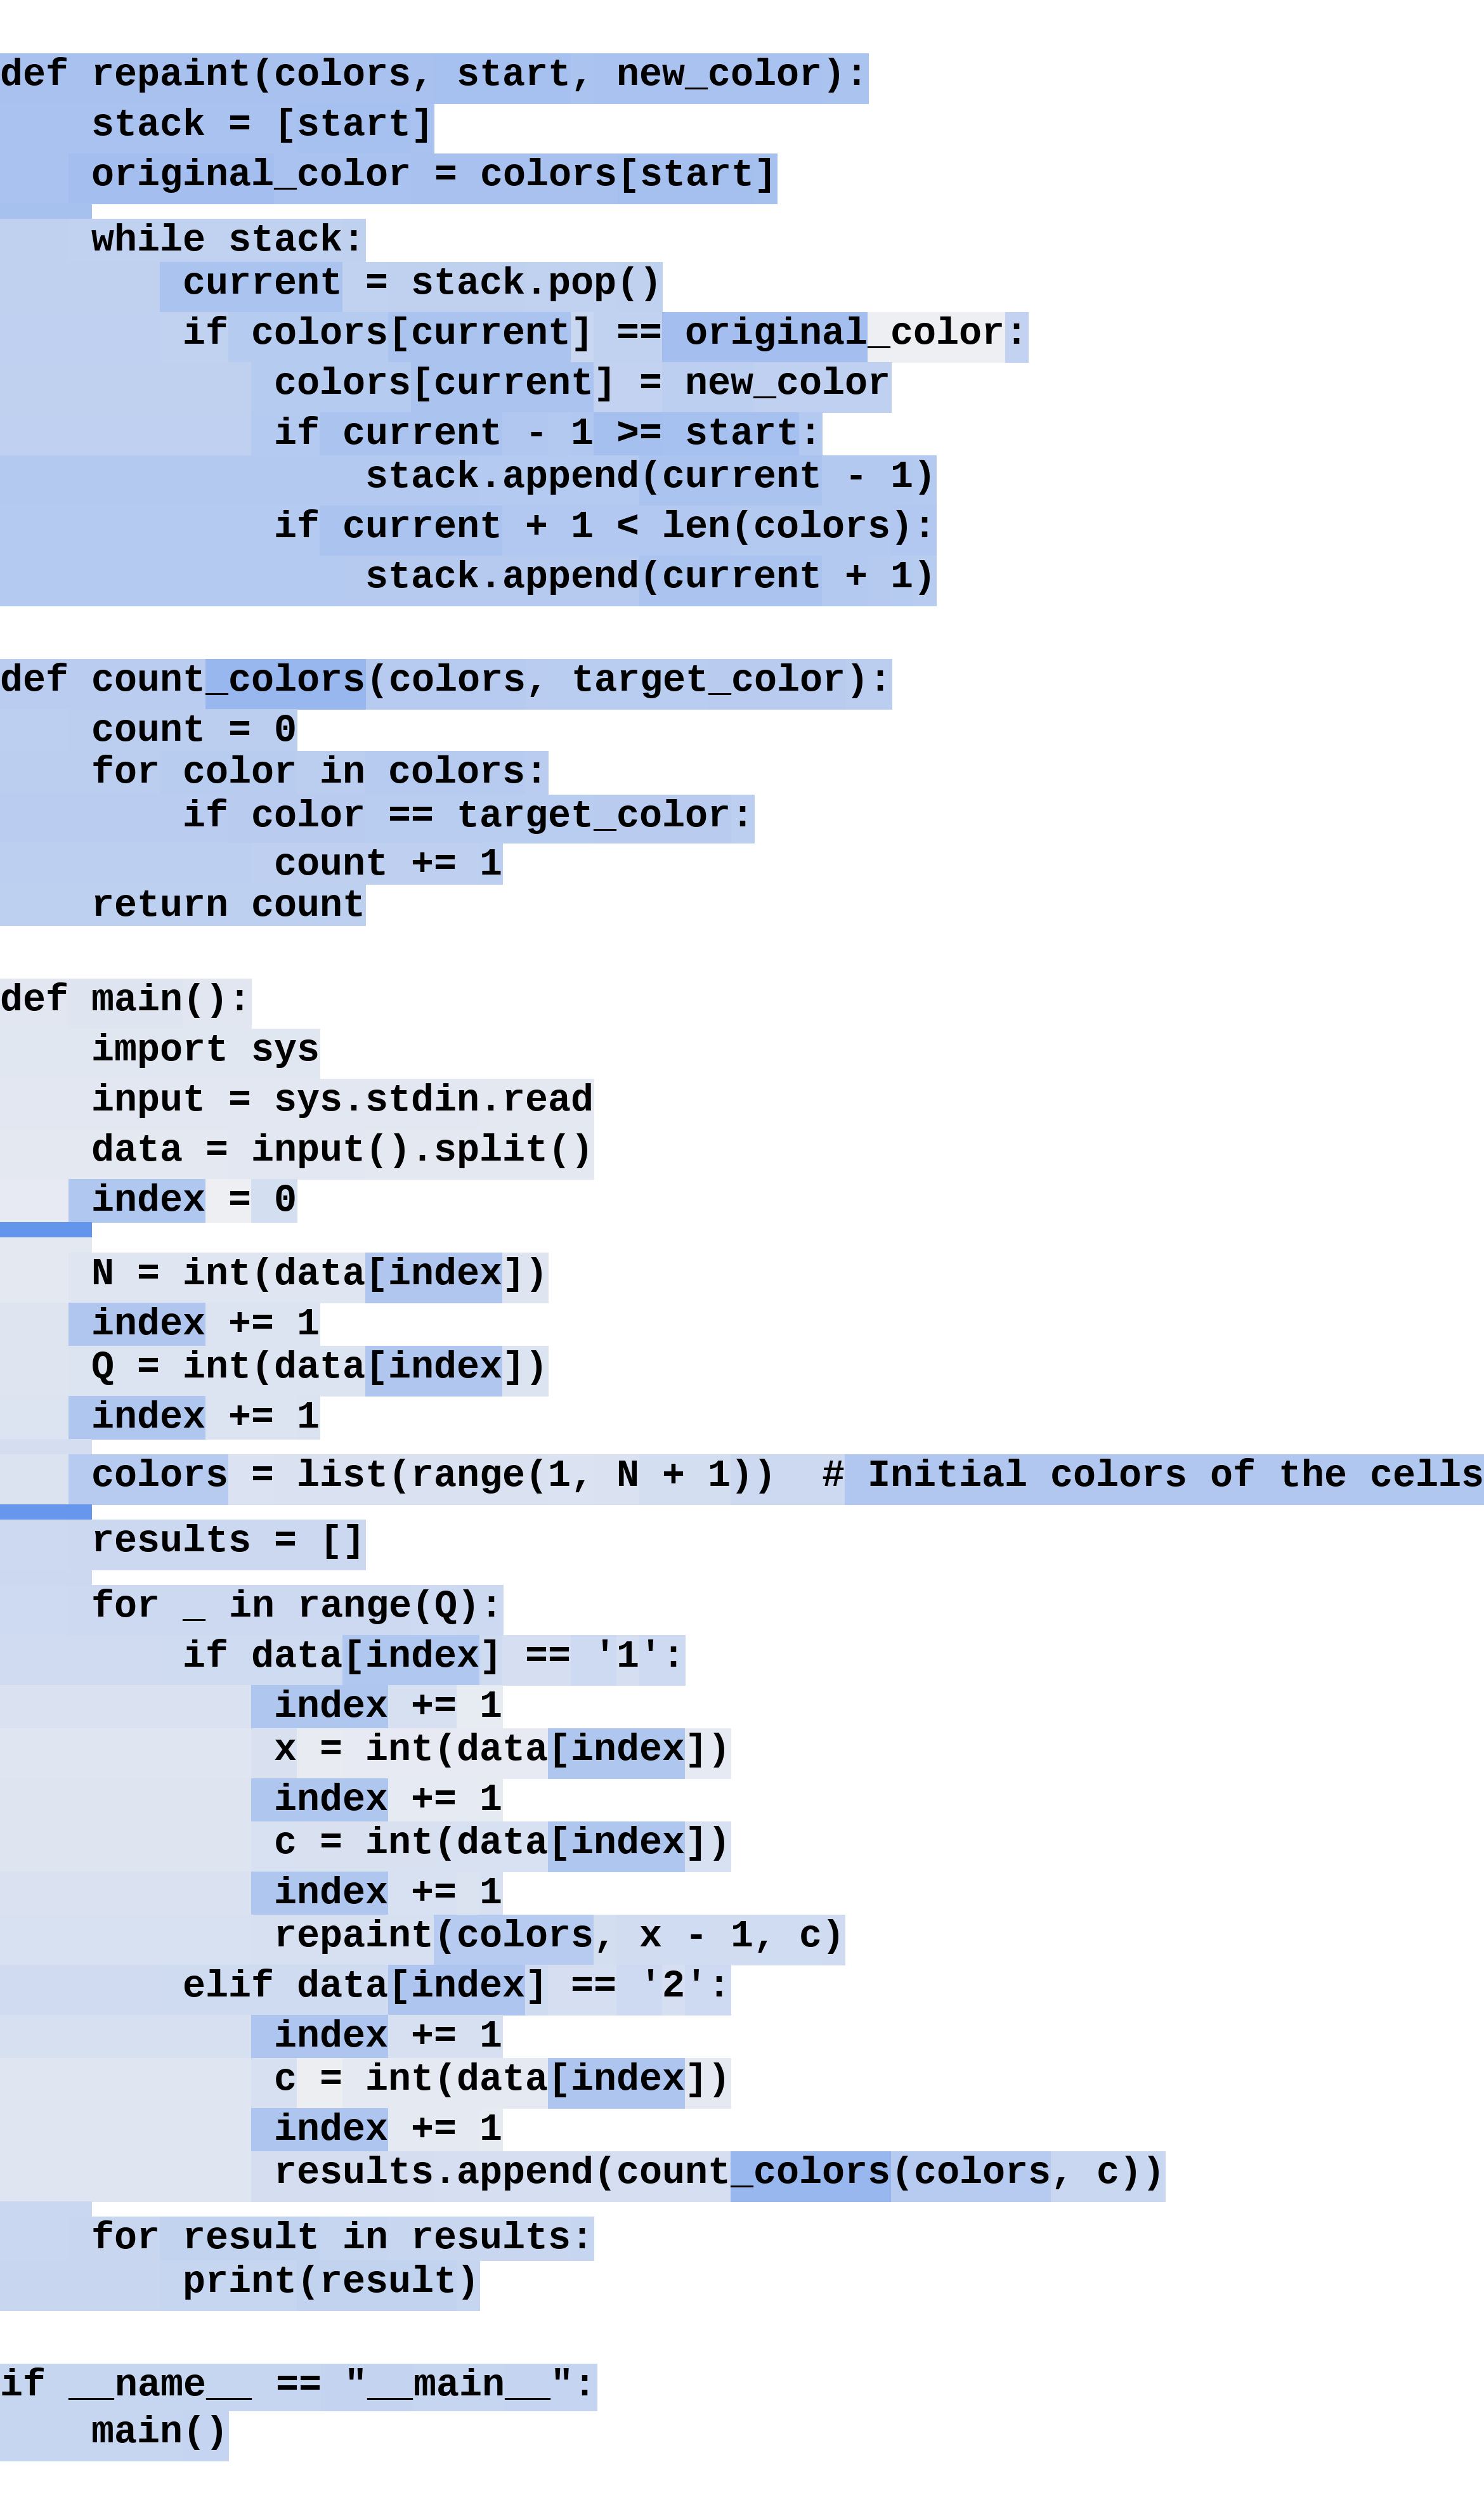 def repaint(colors, start, new_color):
    stack = [start]
    original_color = colors[start]
    while stack:
        current = stack.pop()
        if colors[current] == original_color:
            colors[current] = new_color
            if current - 1 >= start:
                stack.append(current - 1)
            if current + 1 < len(colors):
                stack.append(current + 1)
def count_colors(colors, target_color):
    count = 0
    for color in colors:
        if color == target_color:
            count += 1
    return count
def main():
    import sys
    input = sys.stdin.read
    data = input().split()
    index = 0
    N = int(data[index])
    index += 1
    Q = int(data[index])
    index += 1
    colors = list(range(1, N + 1))  # Initial colors of the cells
    results = []
    for _ in range(Q):
        if data[index] == '1':
            index += 1
            x = int(data[index])
            index += 1
            c = int(data[index])
            index += 1
            repaint(colors, x - 1, c)
        elif data[index] == '2':
            index += 1
            c = int(data[index])
            index += 1
            results.append(count_colors(colors, c))
    for result in results:
        print(result)
if __name__ == "__main__":
    main()